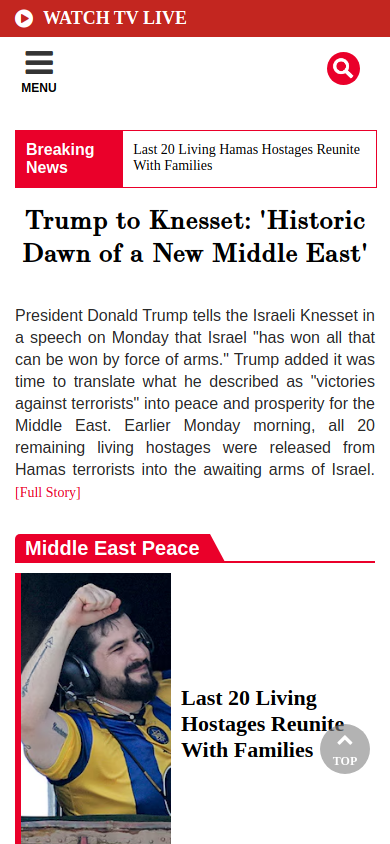 WATCH TV LIVE
MENU
Breaking
News
Last 20 Living Hamas Hostages Reunite
With Families
Trump to Knesset: 'Historic
Dawn of a New Middle East'
President Donald Trump tells the Israeli Knesset in
a speech on Monday that Israel "has won all that
can be won by force of arms." Trump added it was
time to translate what he described as "victories
against terrorists" into peace and prosperity for the
Middle East. Earlier Monday morning, all 20
remaining living hostages were released from
Hamas terrorists into the awaiting arms of Israel.
[Full Story]
Middle East Peace
Last 20 Living
Hostages Reunite
With Families
TOP